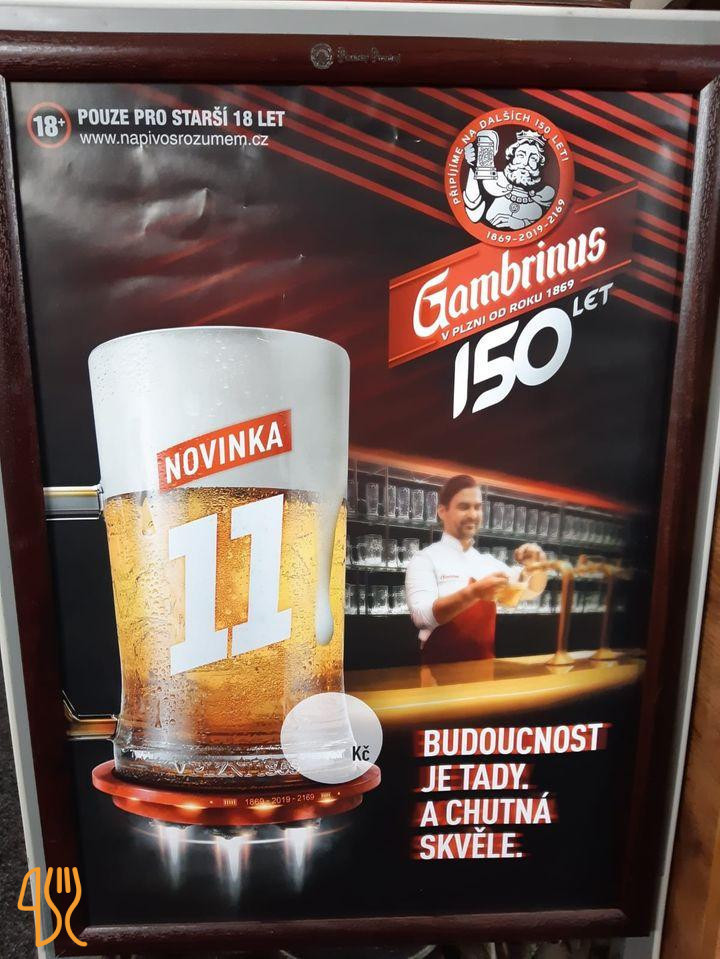 18+ POUZE PRO STARŠÍ 18 LET
www.napivosrozumem.cz
PŘIPIJÍME NA DALŠÍCH 150 LET!
1869-2019-2169
Gambrinus
V PLZNI OD ROKU 1869
150 LET
NOVINKA
11
Kč
1869-2019-2169
BUDOUCNOST
JE TADY.
A CHUTNÁ
SKVĚLE.